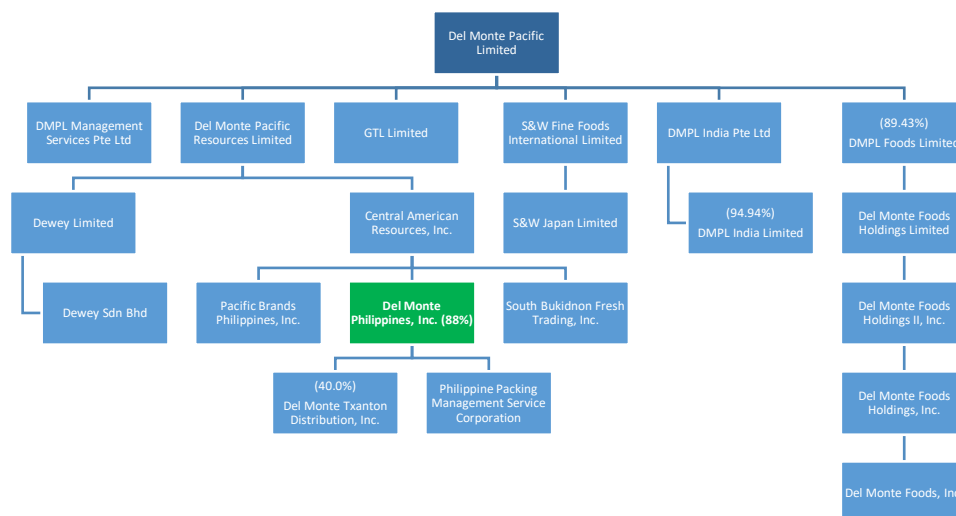 Del Monte Pacific
Limited
DMPL Management
Services Pte Ltd
Del Monte Pacific
Resources Limited
GTL Limited
S&W Fine Foods
International Limited
DMPL India Pte Ltd
(89.43%)
DMPL Foods Limited
Dewey Limited
Central American
Resources, Inc.
S&W Japan Limited
(94.94%)
DMPL India Limited
Del Monte Foods
Holdings Limited
Dewey Sdn Bhd
Pacific Brands
Philippines, Inc.
Del Monte
Philippines, Inc. (88%)
South Bukidnon Fresh
Trading, Inc.
Del Monte Foods
Holdings II, Inc.
(40.0%)
Del Monte Txanton
Distribution, Inc.
Philippine Packing
Management Service
Corporation
Del Monte Foods
Holdings, Inc.
Del Monte Foods, Inc